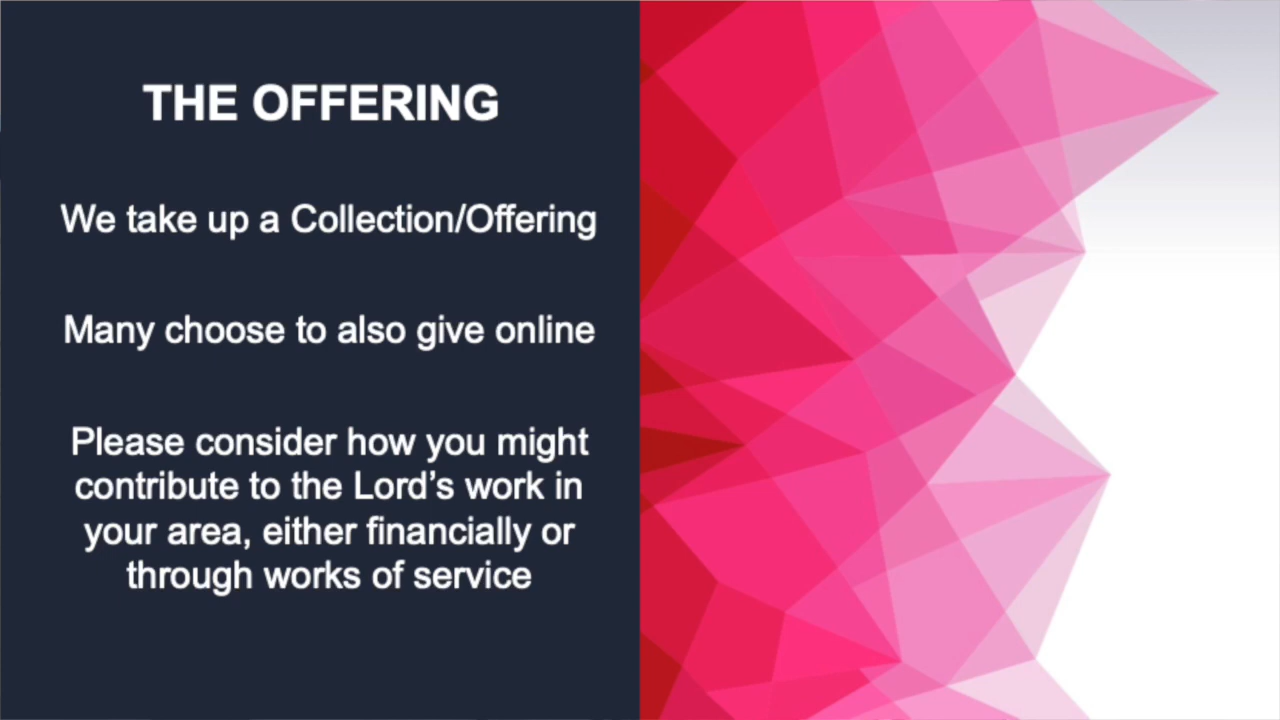 THE OFFERING
We take up a Collection/Offering
Many choose to also give online
Please consider how you might
contribute to the Lord’s work in
your area, either financially or
through works of service